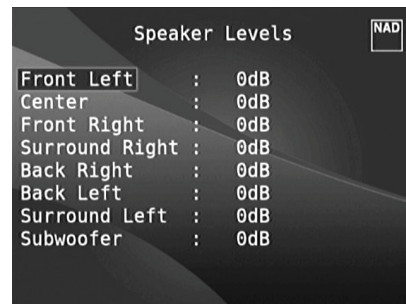 Speaker Levels
NAD
Front Left : 0dB
Center : 0dB
Front Right : 0dB
Surround Right : 0dB
Back Right : 0dB
Back Left : 0dB
Surround Left : 0dB
Subwoofer : 0dB